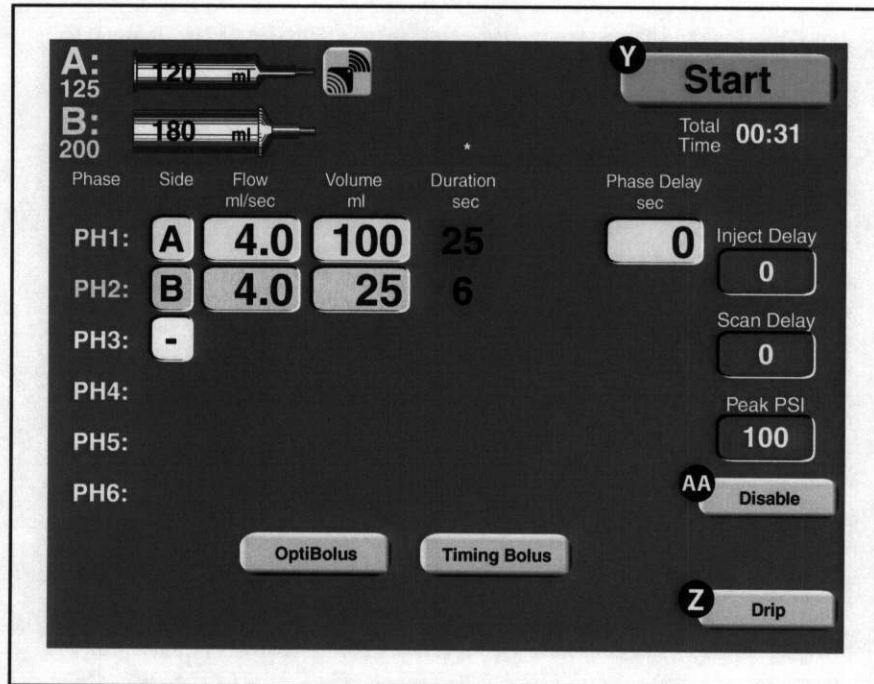 A: 120 ml Y Start
125
B: 180 ml Total Time 00:31
200 *
Phase Side Flow ml/sec Volume ml Duration sec Phase Delay sec
PH1: A 4.0 100 25 0 Inject Delay
PH2: B 4.0 25 6 0
PH3: - Scan Delay
0
PH4: Peak PSI
PH5: 100
PH6: AA Disable
OptiBolus Timing Bolus
Z Drip